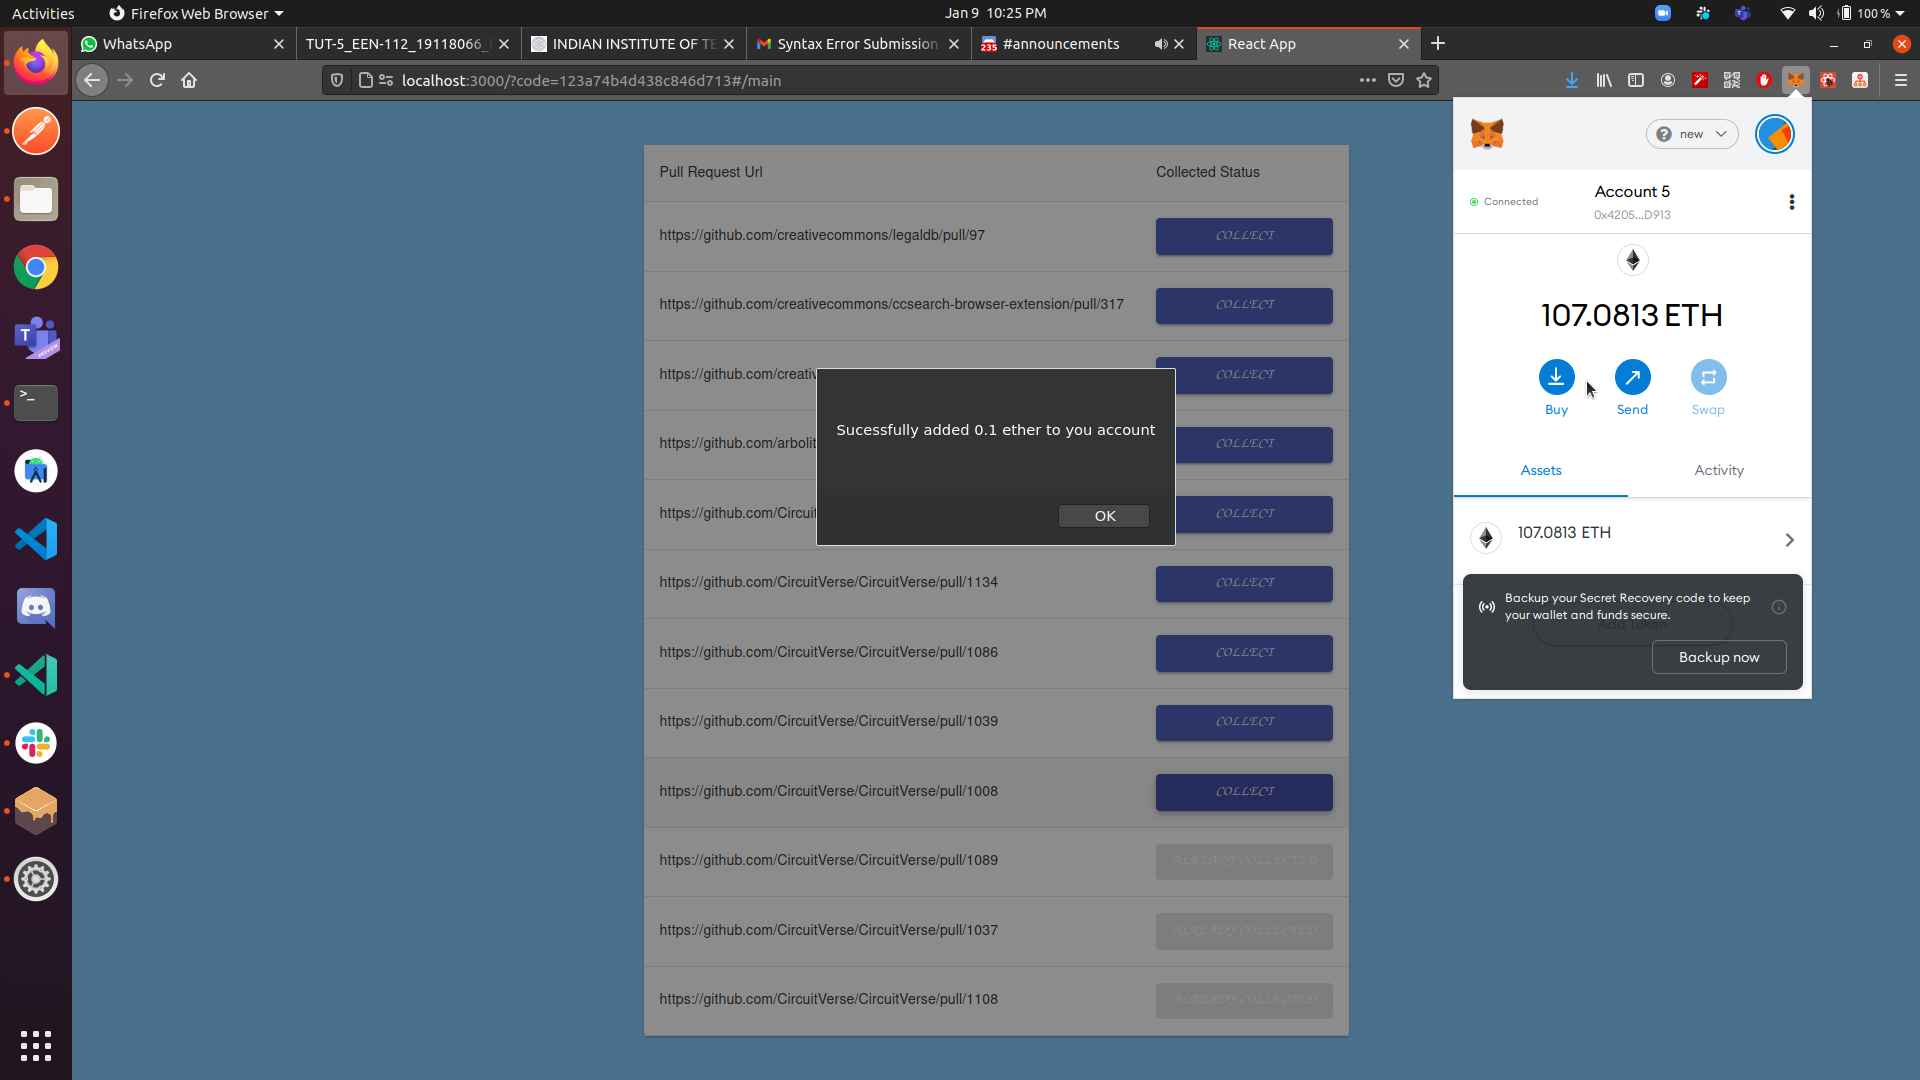 Activities
Firefox Web Browser
Jan 9 10:25 PM
100 %
WhatsApp
TUT-5_EEN-112_19118066_
INDIAN INSTITUTE OF TE
Syntax Error Submission
235
#announcements
React App
localhost:3000/?code=123a74b4d438c846d713#/main
Pull Request Url
Collected Status
https://github.com/creativecommons/legaldb/pull/97
COLLECT
https://github.com/creativecommons/ccsearch-browser-extension/pull/317
COLLECT
https://github.com/creativ
COLLECT
https://github.com/arbolit
COLLECT
https://github.com/Circuit
COLLECT
https://github.com/CircuitVerse/CircuitVerse/pull/1134
COLLECT
https://github.com/CircuitVerse/CircuitVerse/pull/1086
COLLECT
https://github.com/CircuitVerse/CircuitVerse/pull/1039
COLLECT
https://github.com/CircuitVerse/CircuitVerse/pull/1008
COLLECT
https://github.com/CircuitVerse/CircuitVerse/pull/1089
ALREADY COLLECTED
https://github.com/CircuitVerse/CircuitVerse/pull/1037
ALREADY COLLECTED
https://github.com/CircuitVerse/CircuitVerse/pull/1108
ALREADY COLLECTED
Sucessfully added 0.1 ether to you account
OK
new
Connected
Account 5
0x4205...D913
107.0813 ETH
Buy
Send
Swap
Assets
Activity
107.0813 ETH
Backup your Secret Recovery code to keep
your wallet and funds secure.
Backup now